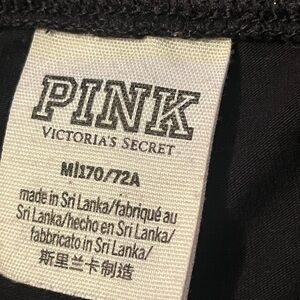 PINK
VICTORIA'S SECRET
M|170/72A
made in Sri Lanka/fabriqué au
Sri Lanka/hecho en Sri Lanka/
fabbricato in Sri Lanka/
斯里兰卡制造